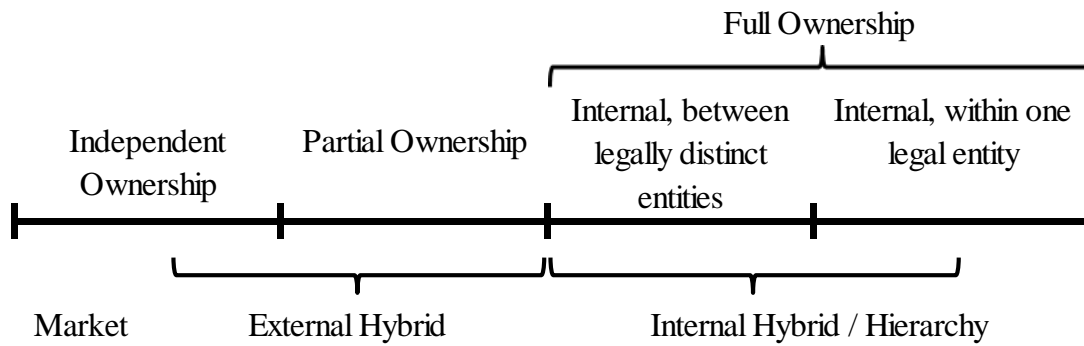 Full Ownership
Independent
Ownership
Partial Ownership
Internal, between
legally distinct
entities
Internal, within one
legal entity
Market
External Hybrid
Internal Hybrid / Hierarchy